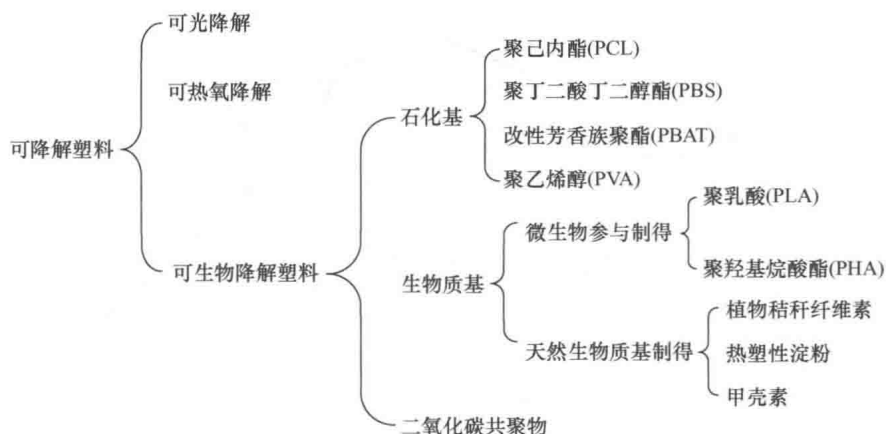 可光降解
可热氧降解
可降解塑料
可生物降解塑料
石化基
聚己内酯(PCL)
聚丁二酸丁二醇酯(PBS)
改性芳香族聚酯(PBAT)
聚乙烯醇(PVA)
生物质基
微生物参与制得
聚乳酸(PLA)
聚羟基烷酸酯(PHA)
天然生物质基制得
植物秸秆纤维素
热塑性淀粉
甲壳素
二氧化碳共聚物